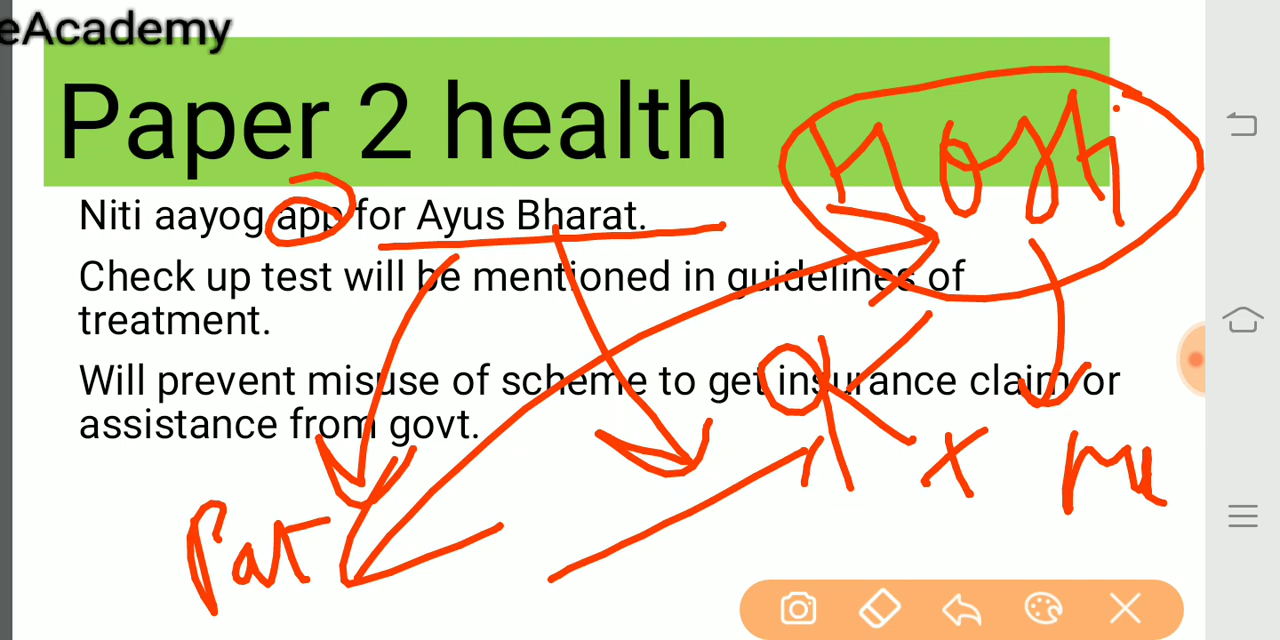 eAcademy
Paper 2 health
Niti aayog app for Ayus Bharat.
Check up test will be mentioned in guidelines of
treatment.
Will prevent misuse of scheme to get insurance claim or
assistance from govt.
Pat